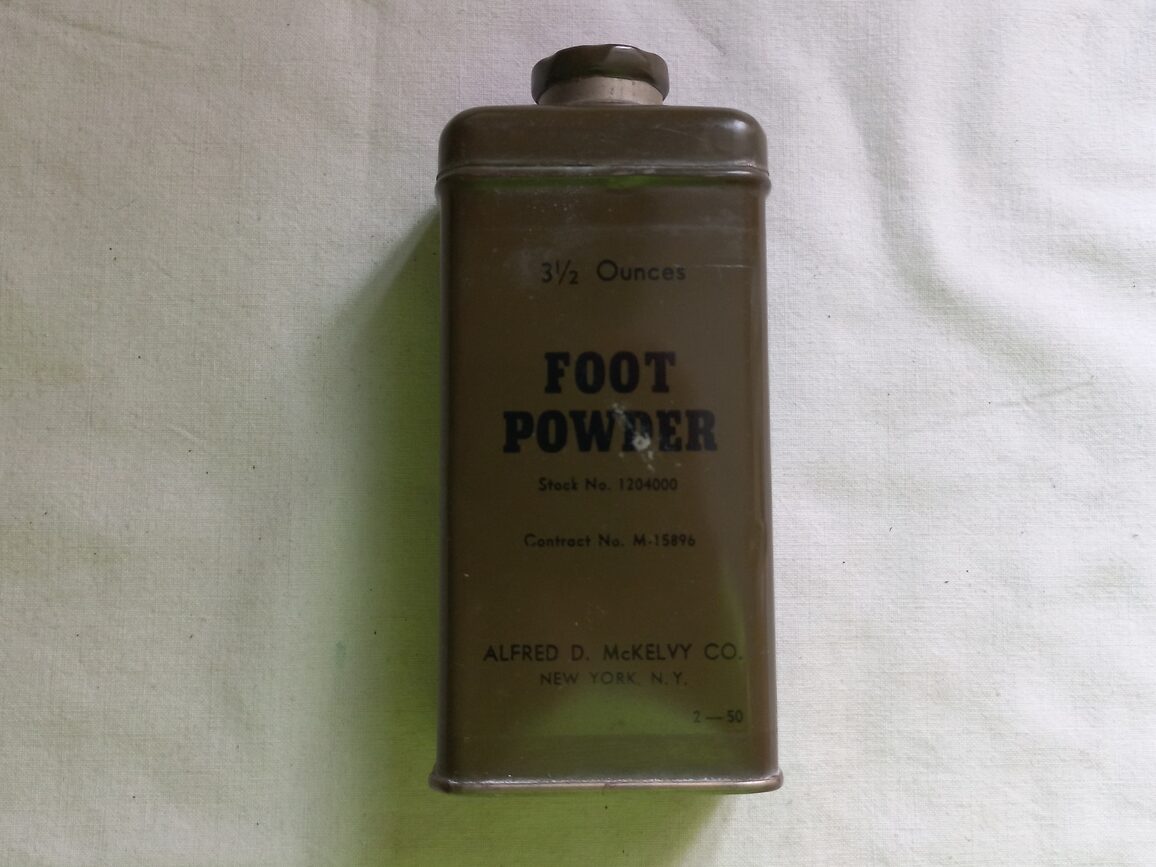 3½ Ounces
FOOT
POWDER
Stock No. 1204000
Contract No. M-15896
ALFRED D. McKELVY CO.
NEW YORK, N.Y.
2—50